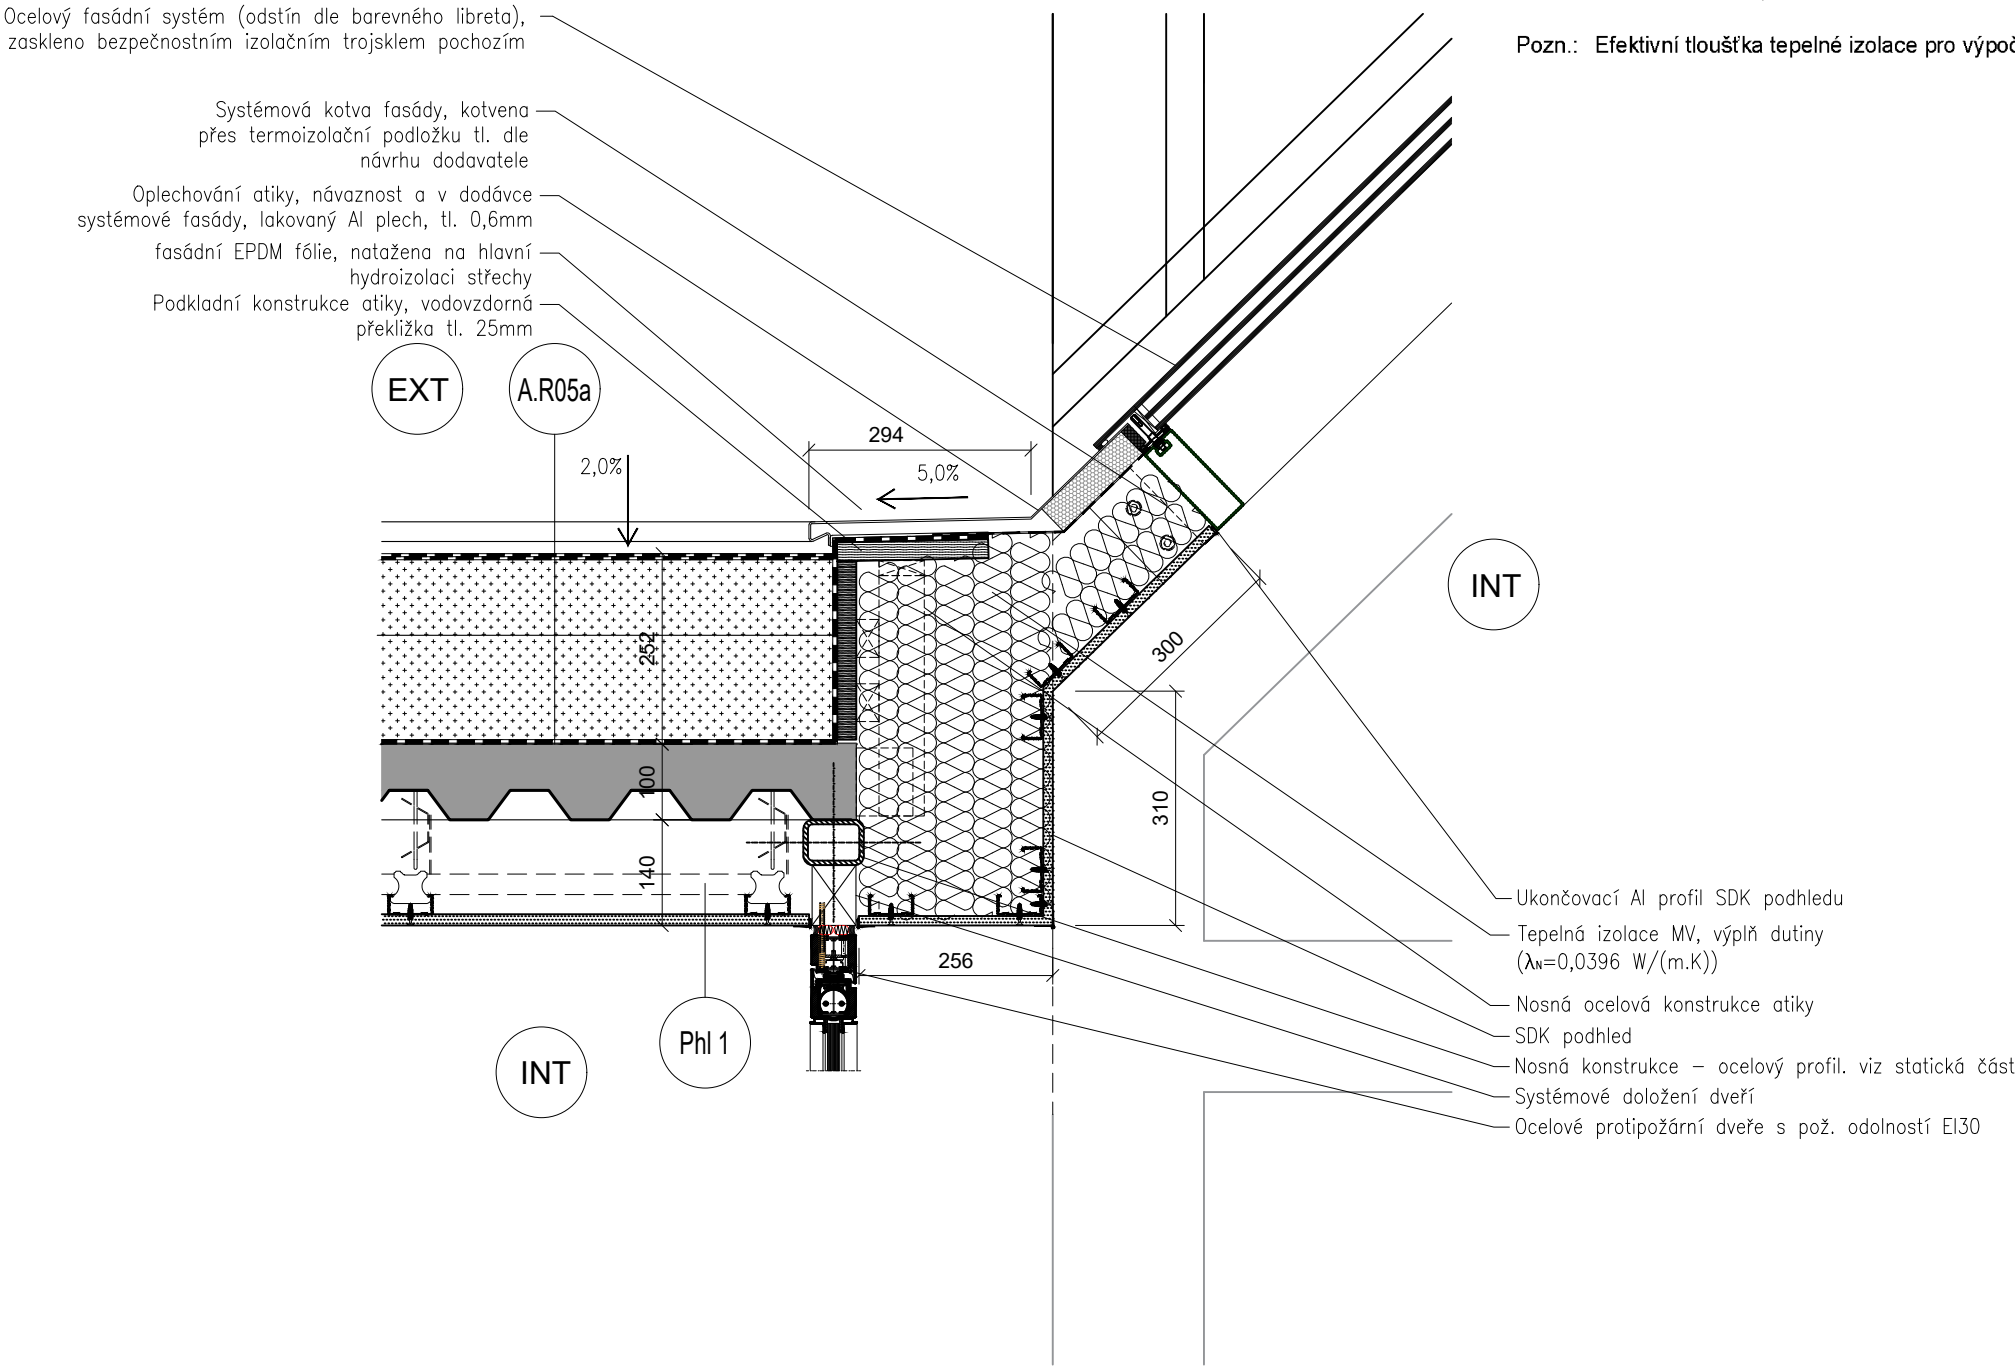 Ocelový fasádní systém (odstín dle barevného libreta),
zaskleno bezpečnostním izolačním trojsklem pochozím
Pozn.: Efektivní tloušťka tepelné izolace pro výpoč
Systémová kotva fasády, kotvena
přes termoizolační podložku tl. dle
návrhu dodavatele
Oplechování atiky, návaznost a v dodávce
systémové fasády, lakovaný Al plech, tl. 0,6mm
fasádní EPDM fólie, natažena na hlavní
hydroizolaci střechy
Podkladní konstrukce atiky, vodovzdorná
překližka tl. 25mm
EXT
A.R05a
294
2,0%
5,0%
INT
252
300
100
310
140
256
Phl 1
INT
Ukončovací Al profil SDK podhledu
Tepelná izolace MV, výplň dutiny
(λN=0,0396 W/(m.K))
Nosná ocelová konstrukce atiky
SDK podhled
Nosná konstrukce – ocelový profil. viz statická část
Systémové doložení dveří
Ocelové protipožární dveře s pož. odolností EI30